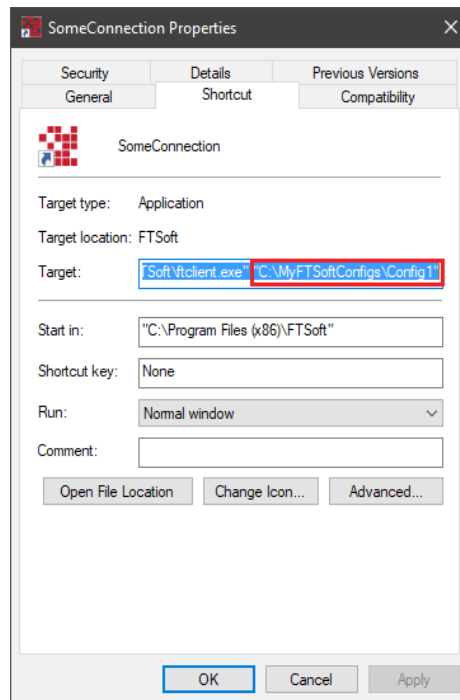 SomeConnection Properties
Security Details Previous Versions
General Shortcut Compatibility
SomeConnection
Target type: Application
Target location: FTSoft
Target: TSoft\ftclient.exe" "C:\MyFTSoftConfigs\Config1"
Start in: "C:\Program Files (x86)\FTSoft"
Shortcut key: None
Run: Normal window
Comment:
Open File Location Change Icon... Advanced...
OK Cancel Apply